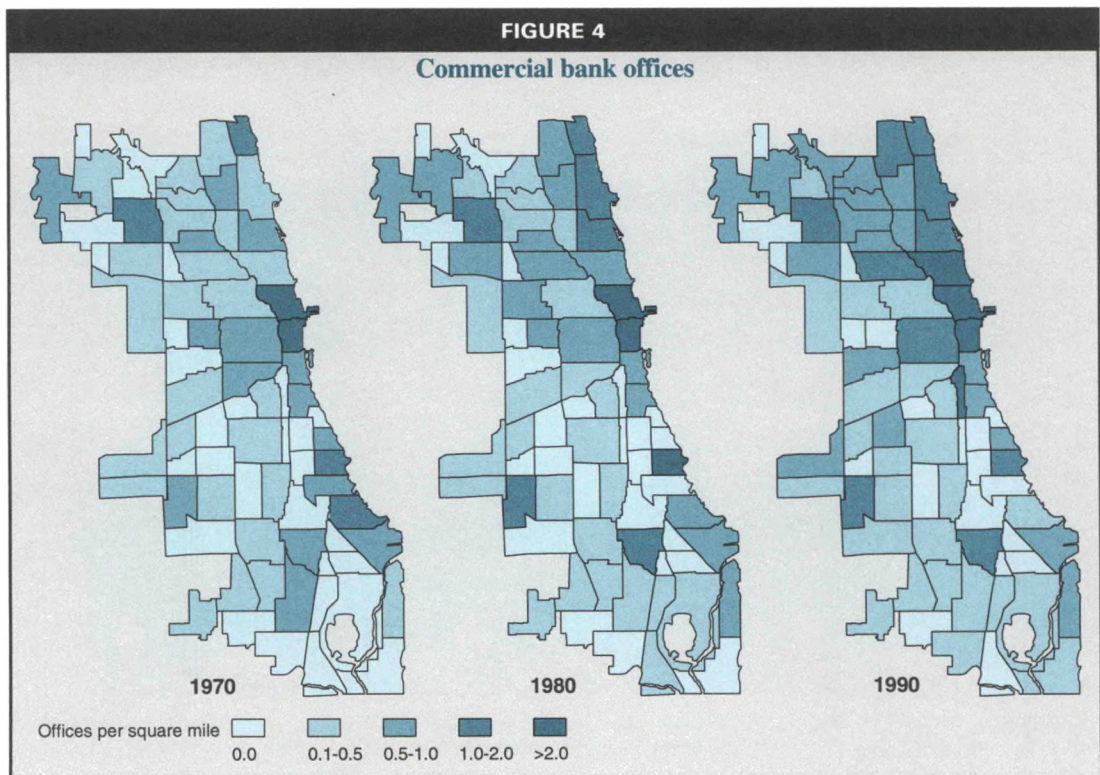 FIGURE 4
Commercial bank offices
1970 1980 1990
Offices per square mile
0.0 0.1-0.5 0.5-1.0 1.0-2.0 >2.0